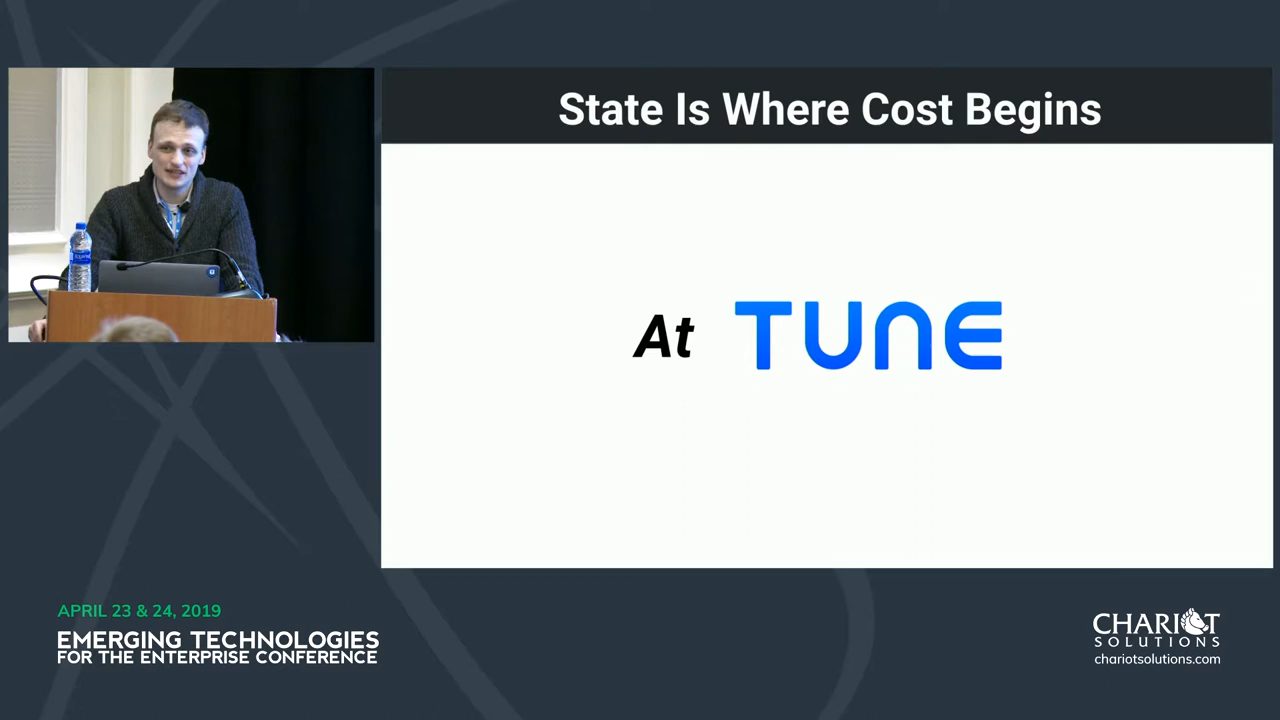 State Is Where Cost Begins
At TUNE
APRIL 23 & 24, 2019
EMERGING TECHNOLOGIES
FOR THE ENTERPRISE CONFERENCE
CHARIOT
SOLUTIONS
chariotsolutions.com